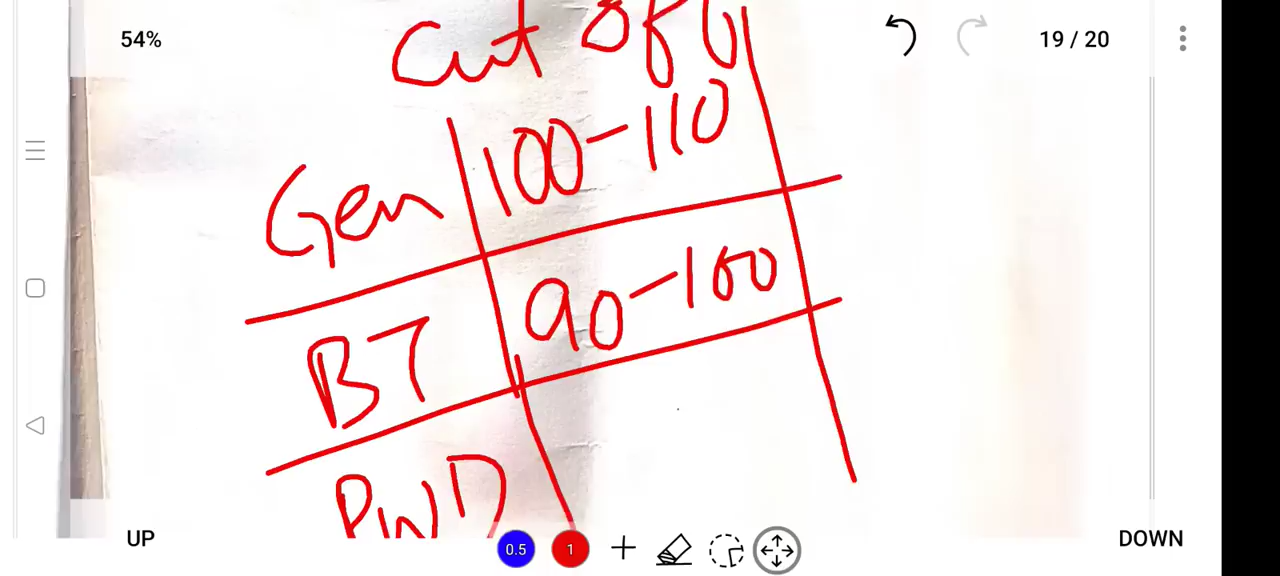 54%
19 / 20
Cut Off
Gen 100-110
BT 90-100
PWD
UP
0.5
1
DOWN